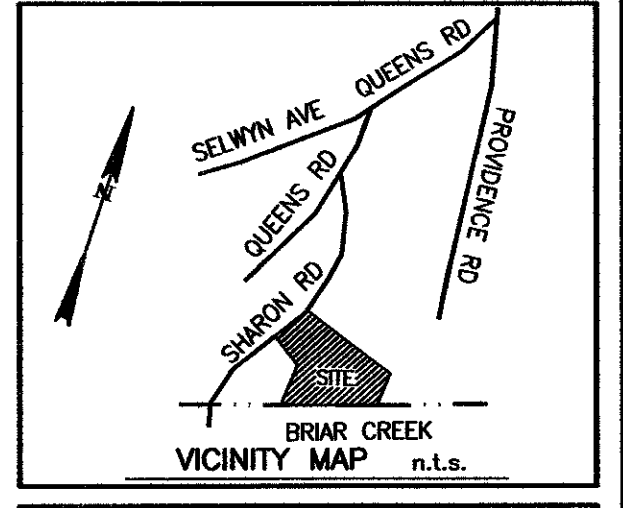 QUEENS RD
SELWYN AVE
PROVIDENCE RD
N
QUEENS RD
SHARON RD
SITE
BRIAR CREEK
VICINITY MAP n.t.s.